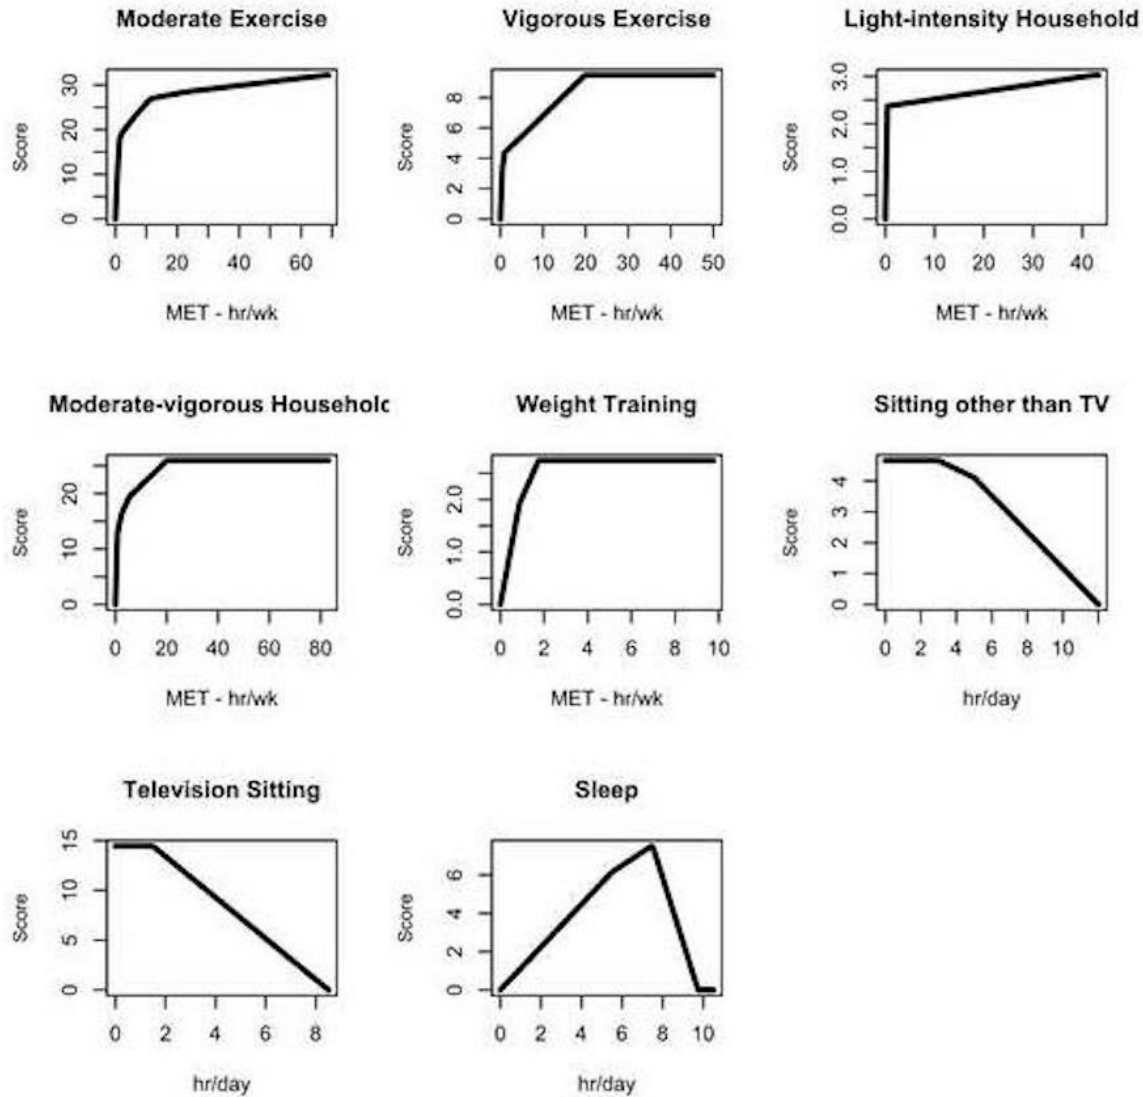 Moderate Exercise
Score
0 10 20 30
0 20 40 60
MET - hr/wk
Vigorous Exercise
Score
0 2 4 6 8
0 10 20 30 40 50
MET - hr/wk
Light-intensity Household
Score
0.0 1.0 2.0 3.0
0 10 20 30 40
MET - hr/wk
Moderate-vigorous Househol
Score
0 10 20
0 20 40 60 80
MET - hr/wk
Weight Training
Score
0.0 1.0 2.0
0 2 4 6 8 10
MET - hr/wk
Sitting other than TV
Score
0 1 2 3 4
0 2 4 6 8 10
hr/day
Television Sitting
Score
0 5 10 15
0 2 4 6 8
hr/day
Sleep
Score
0 2 4 6
0 2 4 6 8 10
hr/day